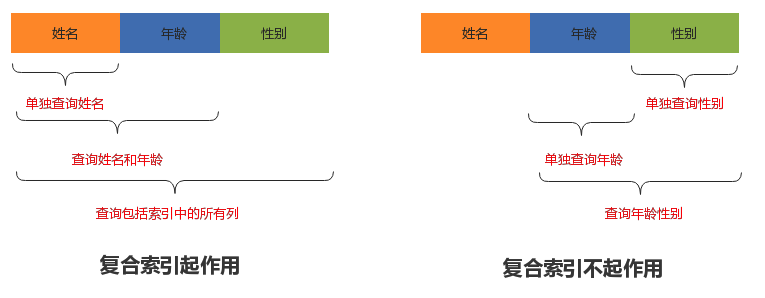 姓名 年龄 性别
单独查询姓名
查询姓名和年龄
查询包括索引中的所有列
复合索引起作用
姓名 年龄 性别
单独查询性别
单独查询年龄
查询年龄性别
复合索引不起作用